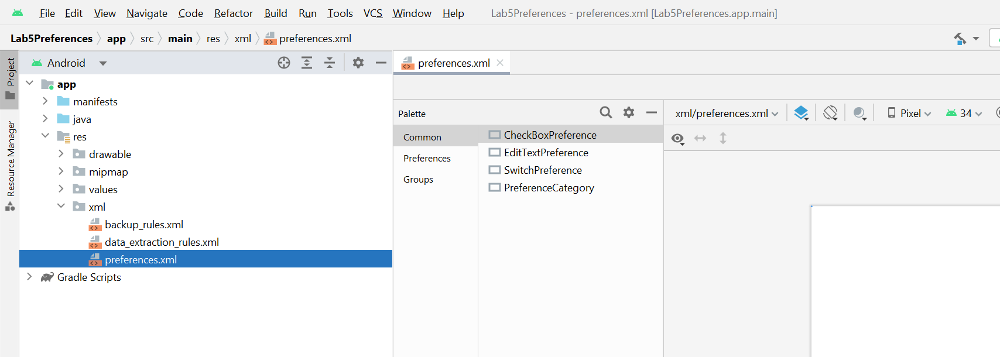 File Edit View Navigate Code Refactor Build Run Tools VCS Window Help Lab5Preferences - preferences.xml [Lab5Preferences.app.main]
Lab5Preferences app src main res xml preferences.xml
Project
Resource Manager
Android
app
manifests
java
res
drawable
mipmap
values
xml
backup_rules.xml
data_extraction_rules.xml
preferences.xml
Gradle Scripts
preferences.xml
Palette
Common
Preferences
Groups
CheckBoxPreference
EditTextPreference
SwitchPreference
PreferenceCategory
xml/preferences.xml Pixel 34